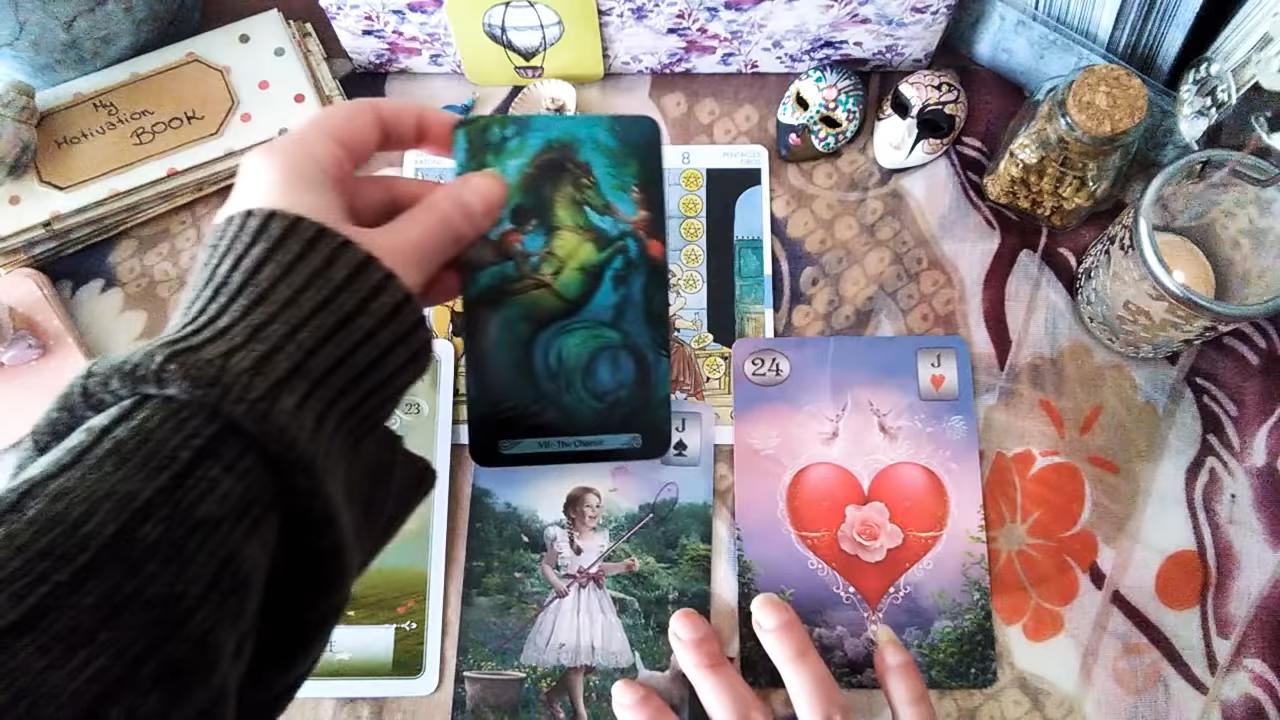 My
Motivation
BOOK
8
PENTACLES
23
VII - The Chariot
J
24
J